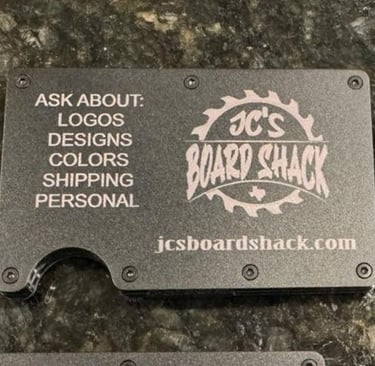 ASK ABOUT:
LOGOS
DESIGNS
COLORS
SHIPPING
PERSONAL
JC'S
BOARD SHACK
jcsboardshack.com